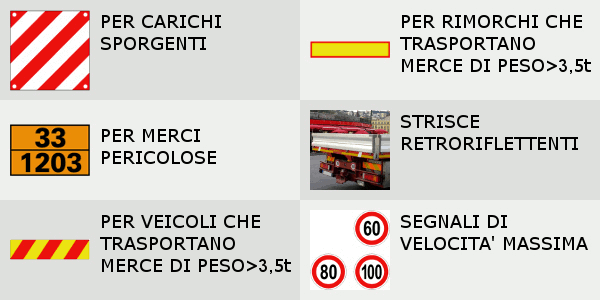 PER CARICHI
SPORGENTI
33
1203
PER MERCI
PERICOLOSE
PER VEICOLI CHE
TRASPORTANO
MERCE DI PESO>3,5t
PER RIMORCHI CHE
TRASPORTANO
MERCE DI PESO>3,5t
STRISCE
RETRORIFLETTENTI
60
80 100
SEGNALI DI
VELOCITA' MASSIMA